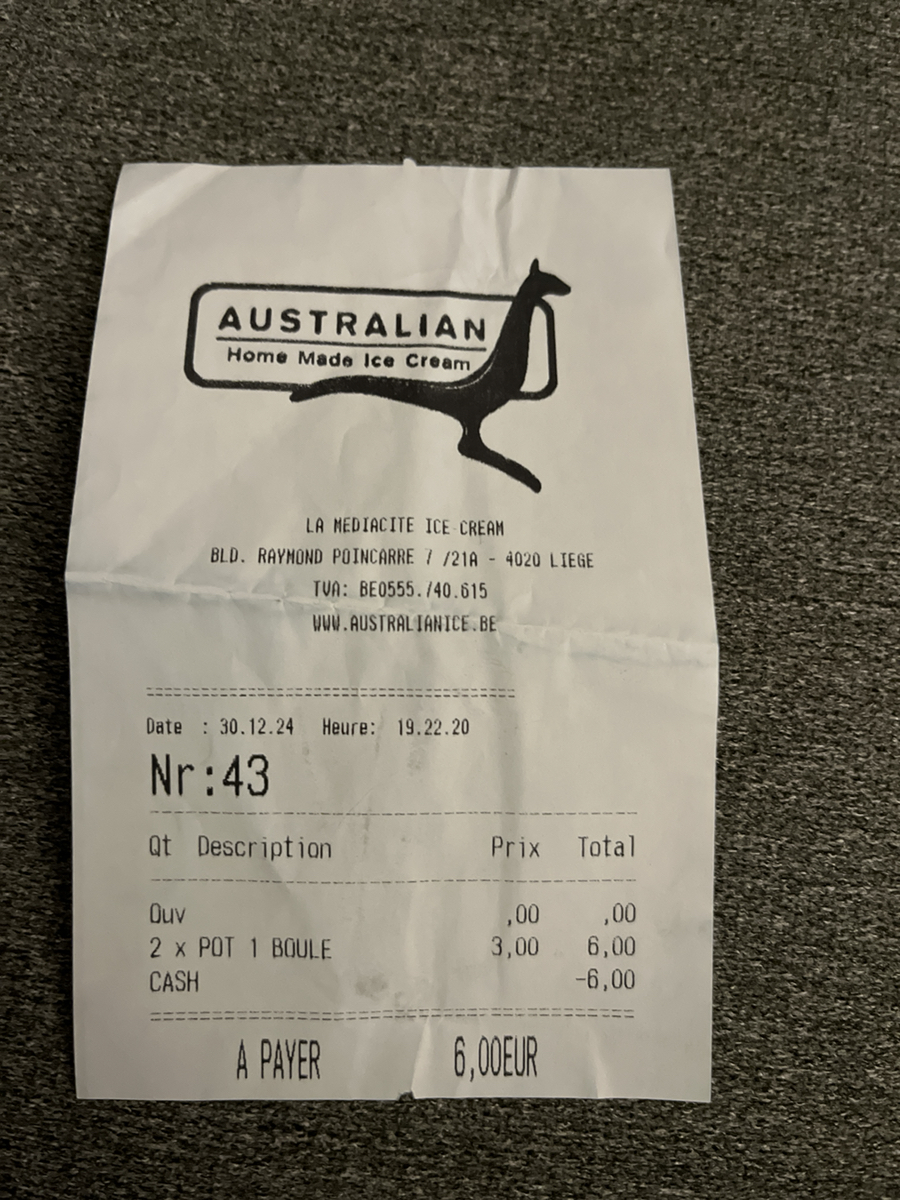 AUSTRALIAN
Home Made Ice Cream
LA MEDIACITE ICE-CREAM
BLD. RAYMOND POINCARRE 7 /21A - 4020 LIEGE
TVA: BE0555./40.615
WWW.AUSTRALIANICE.BE
================================================
Date : 30.12.24 Heure: 19.22.20
Nr:43
------------------------------------------------
Qt Description Prix Total
------------------------------------------------
Ouv ,00 ,00
2 x POT 1 BOULE 3,00 6,00
CASH -6,00
================================================
A PAYER 6,00EUR